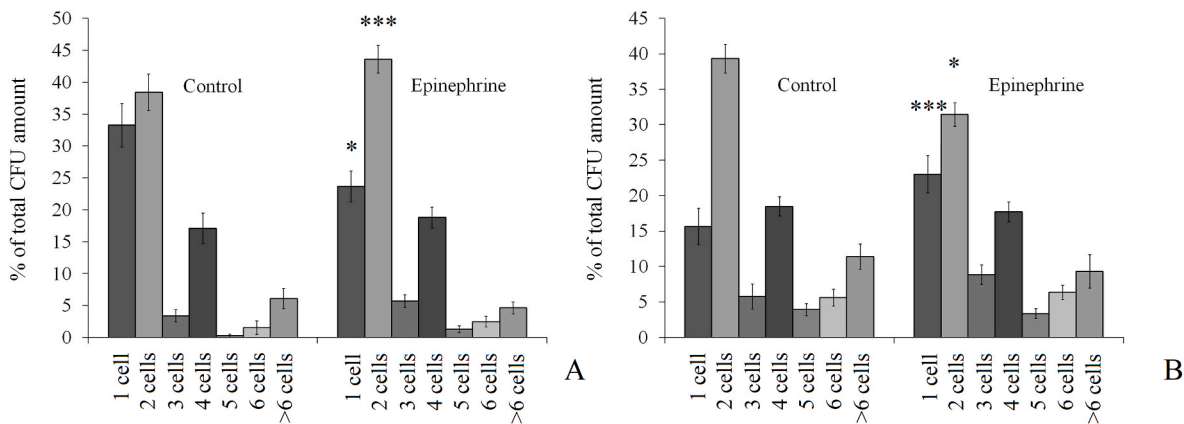 % of total CFU amount
50
45
40
35
30
25
20
15
10
5
0
Control
Epinephrine
*
***
1 cell
2 cells
3 cells
4 cells
5 cells
6 cells
>6 cells
1 cell
2 cells
3 cells
4 cells
5 cells
6 cells
>6 cells
A
% of total CFU amount
45
40
35
30
25
20
15
10
5
0
Control
Epinephrine
***
*
1 cell
2 cells
3 cells
4 cells
5 cells
6 cells
>6 cells
1 cell
2 cells
3 cells
4 cells
5 cells
6 cells
>6 cells
B